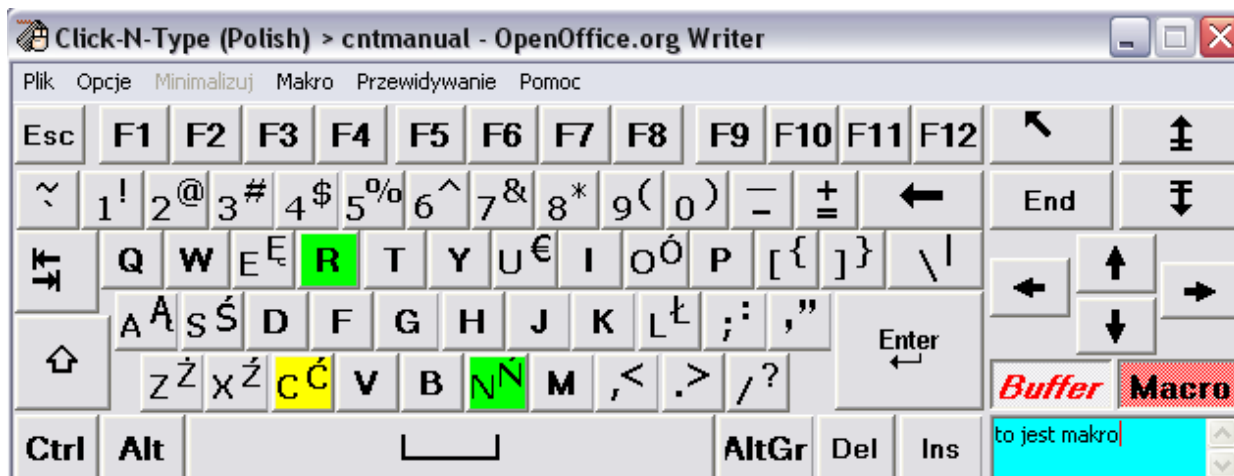 Click-N-Type (Polish) > cntmanual - OpenOffice.org Writer
Plik Opcje Minimalizuj Makro Przewidywanie Pomoc
Esc F1 F2 F3 F4 F5 F6 F7 F8 F9 F10 F11 F12
~ ` 1 ! 2 @ 3 # 4 $ 5 % 6 ^ 7 & 8 * 9 ( 0 ) _ - + = End
Q W E Ę R T Y U € I O Ó P [ { ] } \ |
A Ą S Ś D F G H J K L Ł ; : ' " Enter
Z Ż X Ź C Ć V B N Ń M , < . > / ? Buffer Macro
Ctrl Alt AltGr Del Ins to jest makro